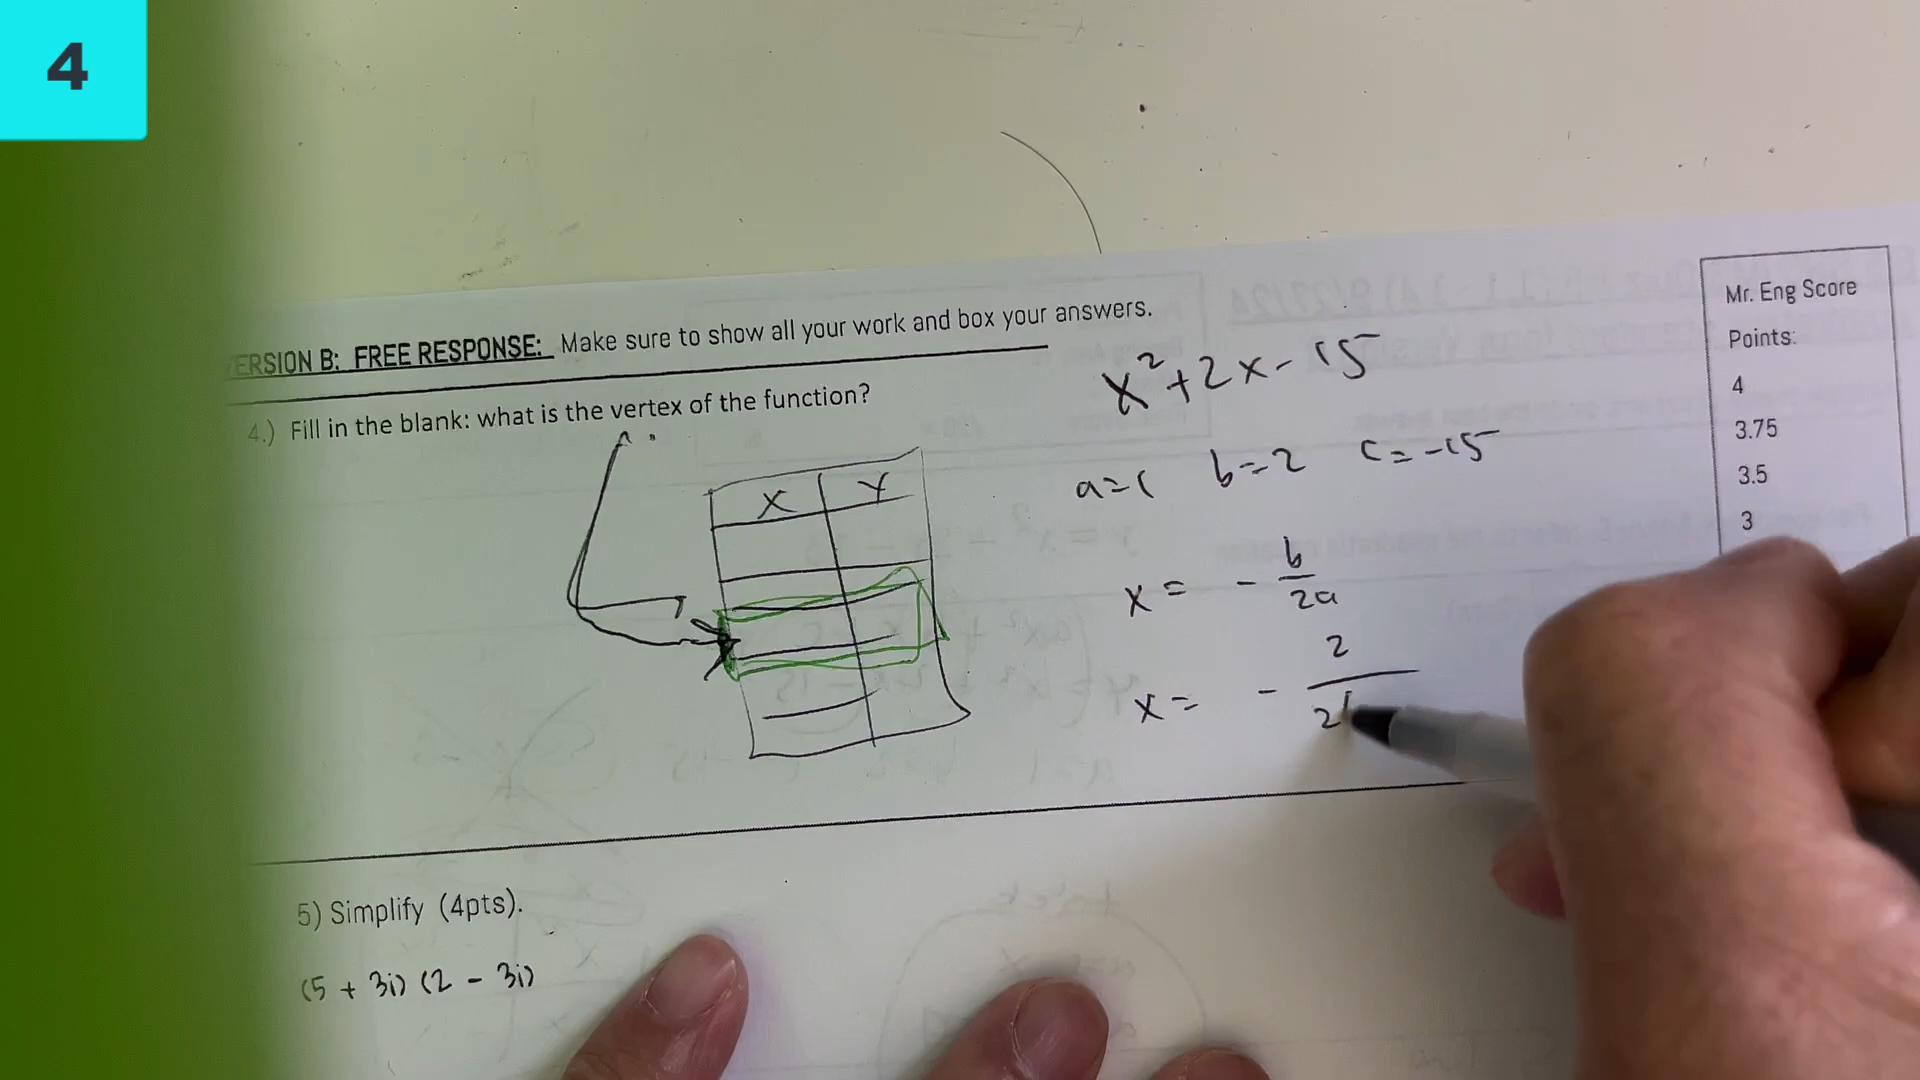 4
ERSION B: FREE RESPONSE: Make sure to show all your work and box your answers.
4.) Fill in the blank: what is the vertex of the function?
X Y
x² + 2x - 15
a=1 b=2 c=-15
x = - b/2a
x = - 2/2(
Mr. Eng Score
Points:
4
3.75
3.5
3
5) Simplify (4pts).
(5 + 3i) (2 - 3i)